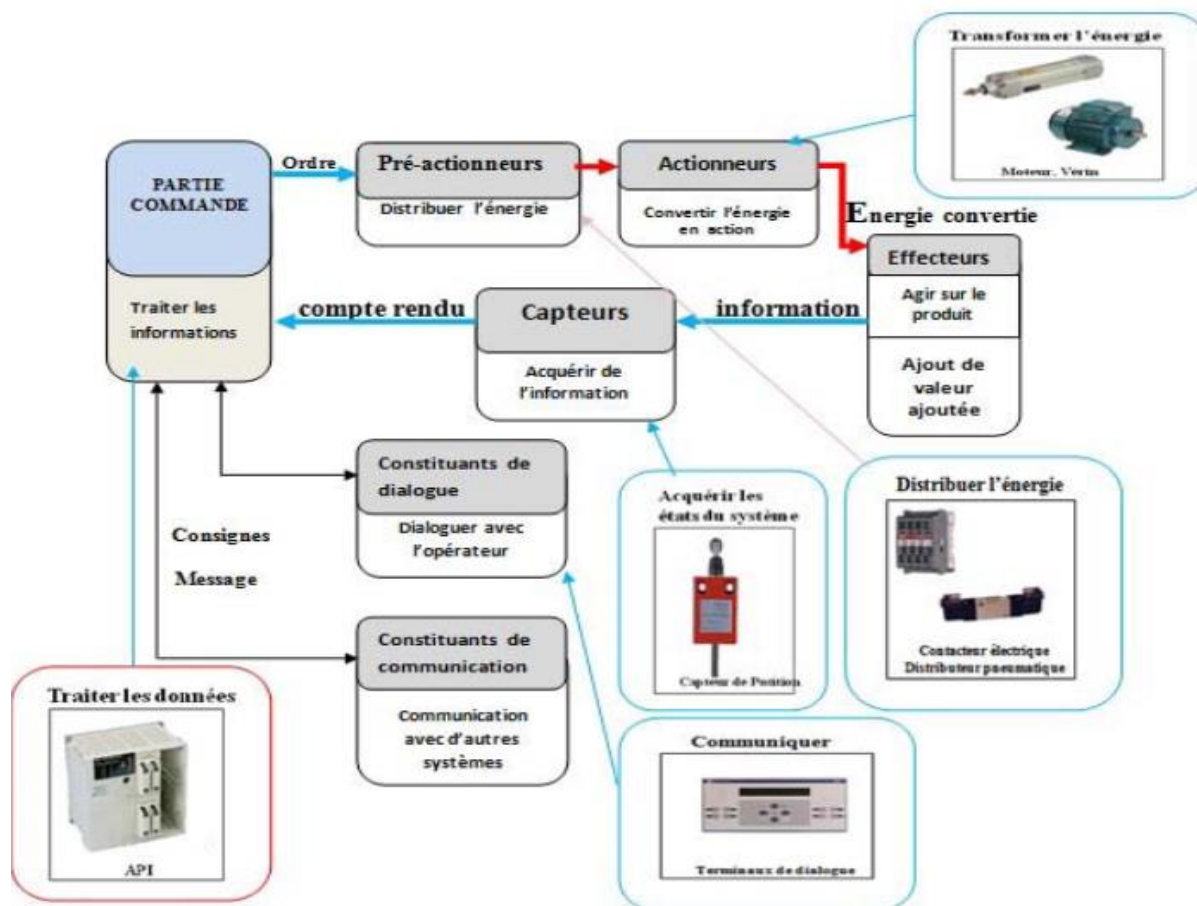 Transformer l'énergie
Moteur, Vérin
Ordre
PARTIE
COMMANDE
Traiter les
informations
Pré-actionneurs
Distribuer l'énergie
Actionneurs
Convertir l'énergie
en action
Energie convertie
Effecteurs
Agir sur le
produit
Ajout de
valeur
ajoutée
information
Capteurs
Acquérir de
l'information
compte rendu
Constituants de
dialogue
Dialoguer avec
l'opérateur
Consignes
Message
Constituants de
communication
Communication
avec d'autres
systèmes
Acquérir les
états du système
Capteur de Position
Distribuer l'énergie
Contacteur électrique
Distributeur pneumatique
Traiter les données
API
Communiquer
Terminaux de dialogue